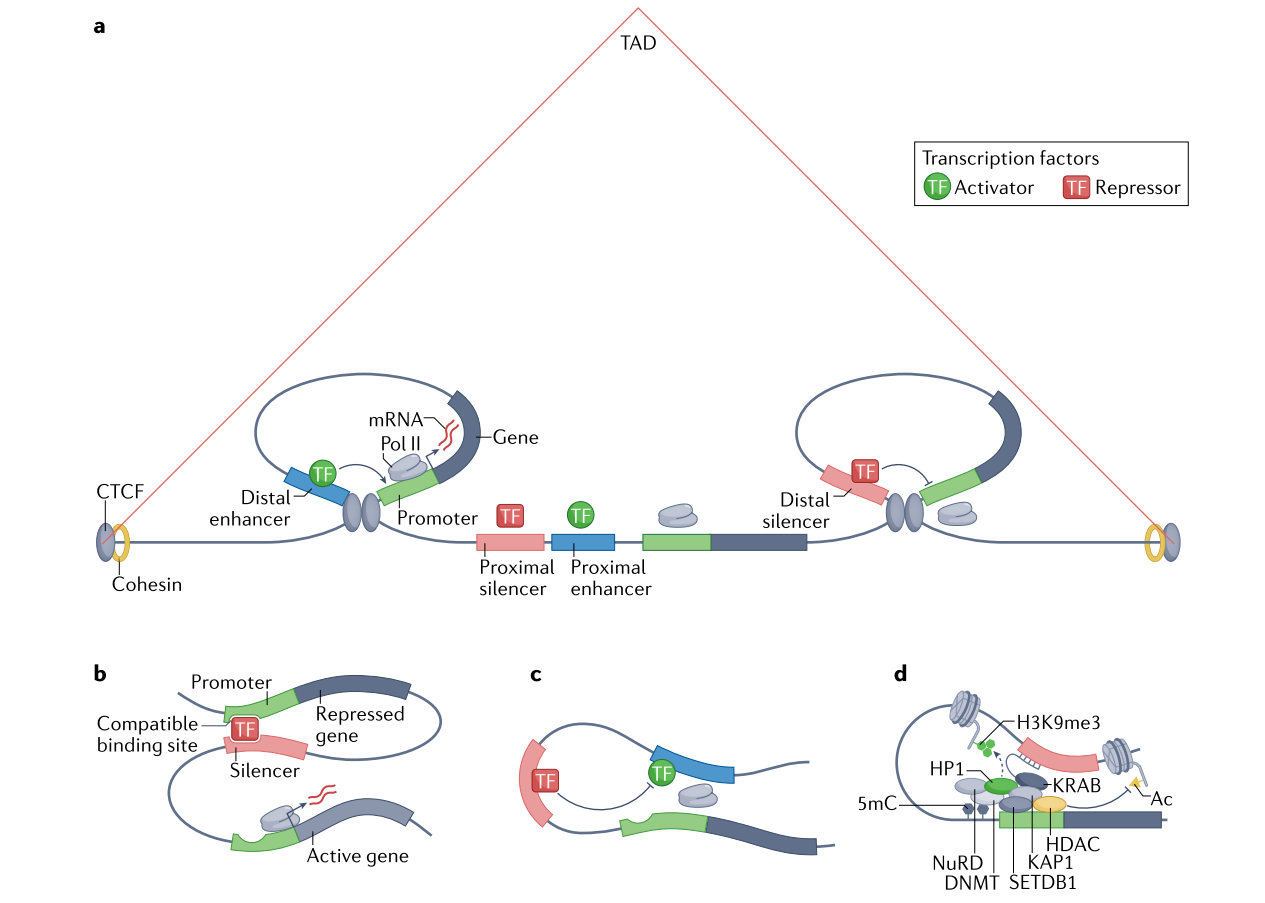 a
TAD
Transcription factors
TF Activator
TF Repressor
mRNA
Pol II
Gene
TF
TF
CTCF
Distal
enhancer
Promoter
Distal
silencer
TF
TF
Cohesin
Proximal
silencer
Proximal
enhancer
b
Promoter
Compatible
binding site
TF
Repressed
gene
Silencer
Active gene
c
TF
TF
d
H3K9me3
HP1
KRAB
5mC
Ac
HDAC
NuRD
KAP1
DNMT
SETDB1